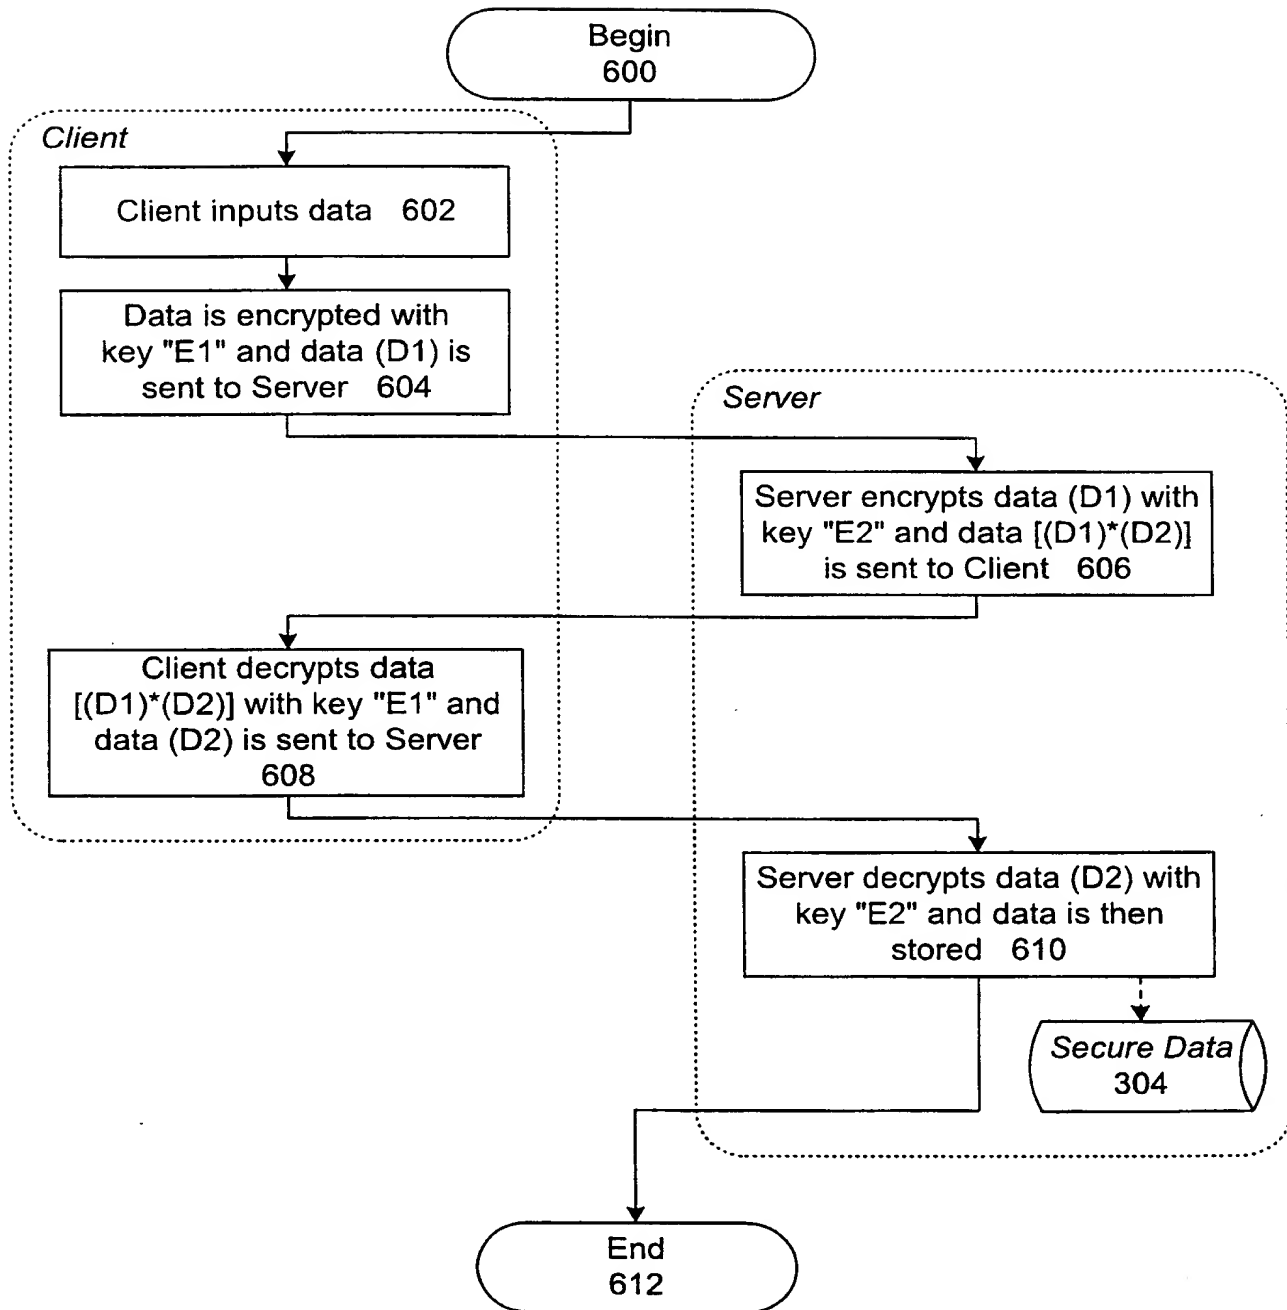 Begin
600
Client
Client inputs data 602
Data is encrypted with
key "E1" and data (D1) is
sent to Server 604
Server
Server encrypts data (D1) with
key "E2" and data [(D1)*(D2)]
is sent to Client 606
Client decrypts data
[(D1)*(D2)] with key "E1" and
data (D2) is sent to Server
608
Server decrypts data (D2) with
key "E2" and data is then
stored 610
Secure Data
304
End
612